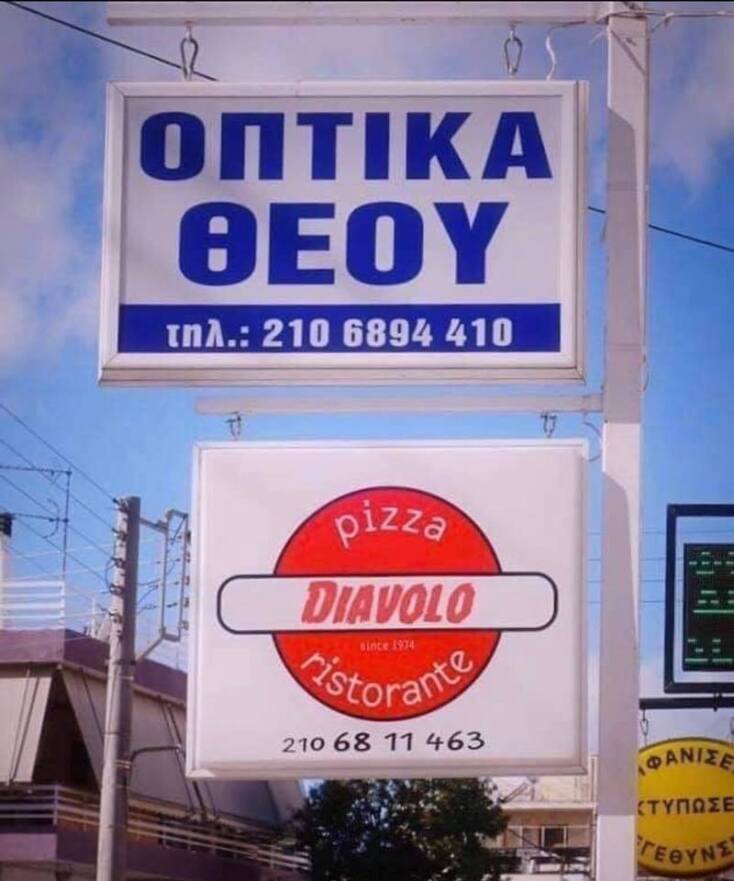 ΟΠΤΙΚΑ
ΘΕΟΥ
τηλ.: 210 6894 410
pizza
DIAVOLO
since 1974
ristorante
210 68 11 463